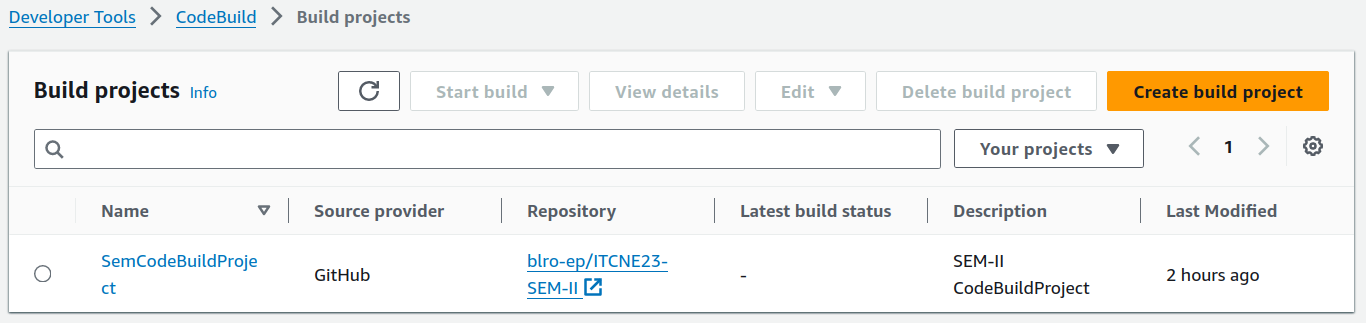 Developer Tools > CodeBuild > Build projects
Build projects Info
Start build
View details
Edit
Delete build project
Create build project
Your projects
1
Name
Source provider
Repository
Latest build status
Description
Last Modified
SemCodeBuildProje
ct
GitHub
blro-ep/ITCNE23-
SEM-II
-
SEM-II
CodeBuildProject
2 hours ago